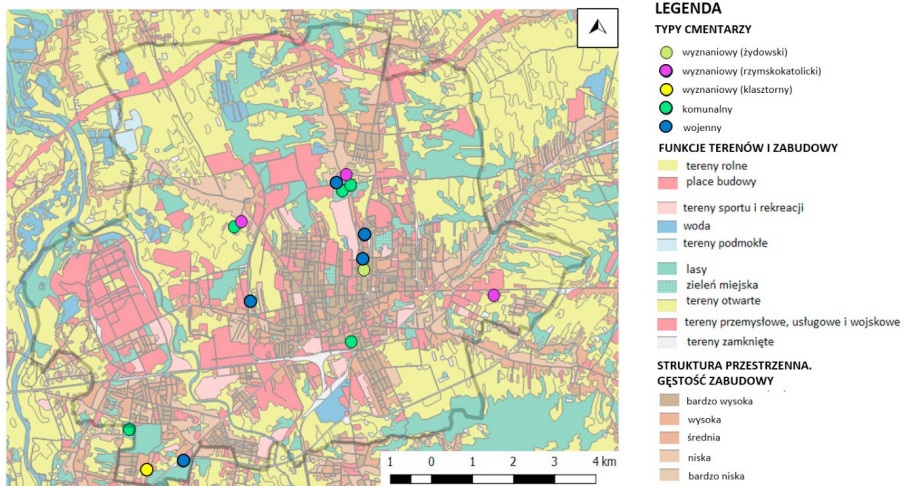 LEGENDA
TYPY CMENTARZY
wyznaniowy (żydowski)
wyznaniowy (rzymskokatolicki)
wyznaniowy (klasztorny)
komunalny
wojenny
FUNKCJE TERENÓW I ZABUDOWY
tereny rolne
place budowy
tereny sportu i rekreacji
woda
tereny podmokłe
lasy
zieleń miejska
tereny otwarte
tereny przemysłowe, usługowe i wojskowe
tereny zamknięte
STRUKTURA PRZESTRZENNA.
GĘSTOŚĆ ZABUDOWY
bardzo wysoka
wysoka
średnia
niska
bardzo niska
1 0 1 2 3 4 km